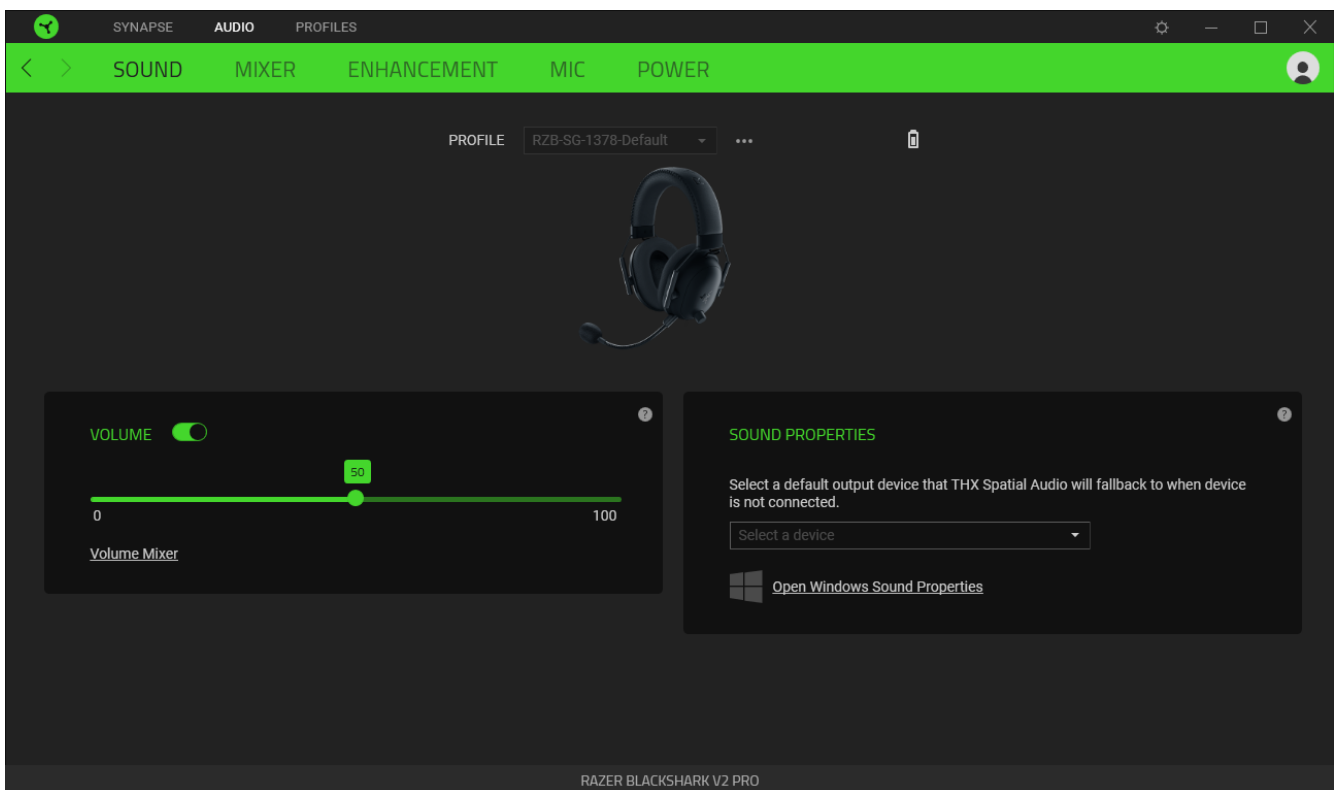 SYNAPSE AUDIO PROFILES
SOUND MIXER ENHANCEMENT MIC POWER
PROFILE RZB-SG-1378-Default
VOLUME
50
0 100
Volume Mixer
SOUND PROPERTIES
Select a default output device that THX Spatial Audio will fallback to when device
is not connected.
Select a device
Open Windows Sound Properties
RAZER BLACKSHARK V2 PRO